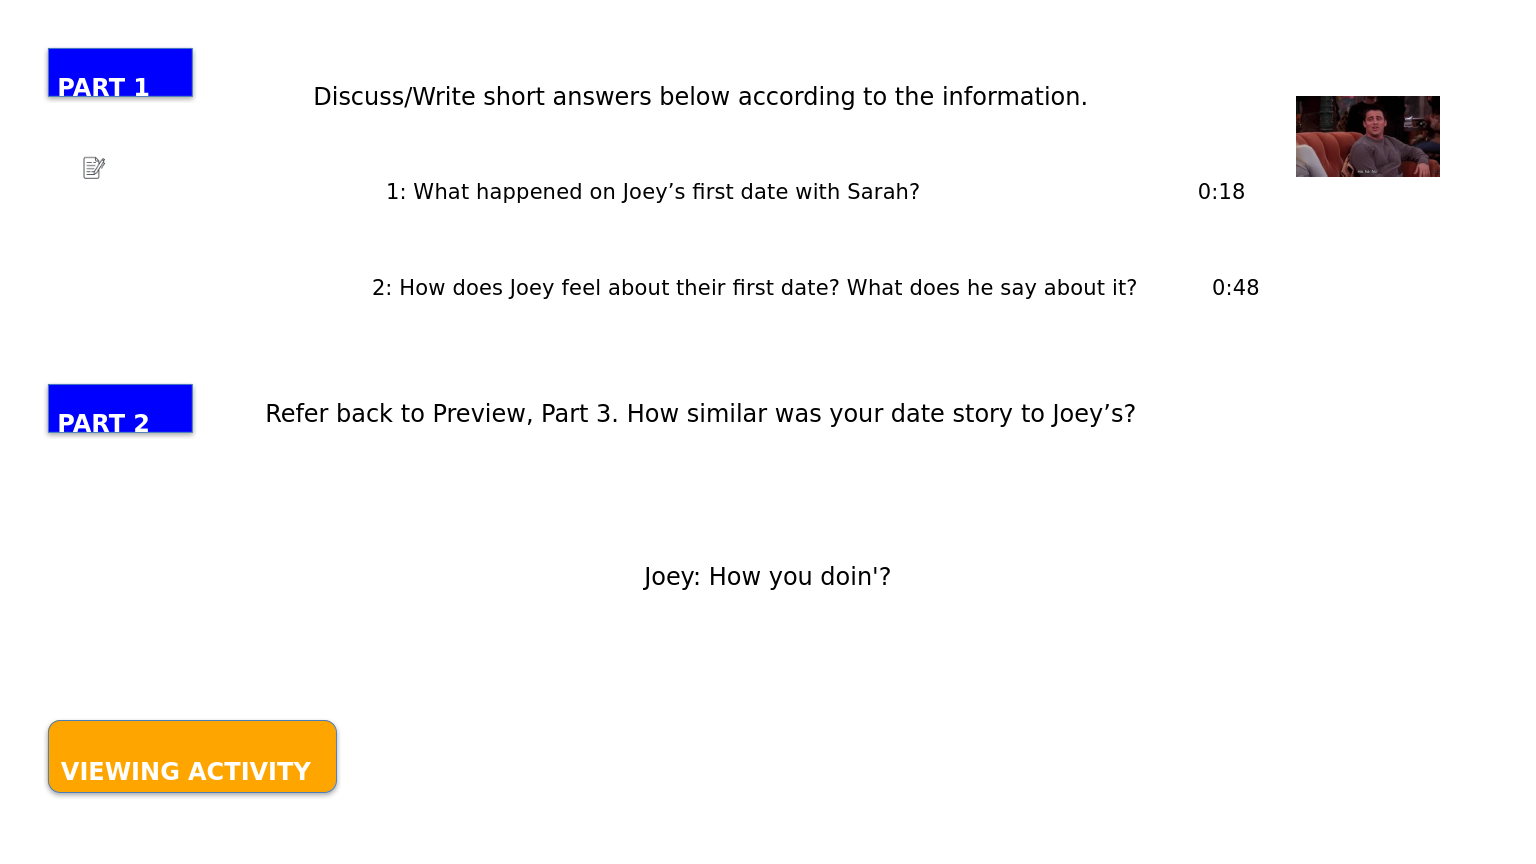 PART 1
Discuss/Write short answers below according to the information.
1: What happened on Joey’s first date with Sarah? 0:18
2: How does Joey feel about their first date? What does he say about it? 0:48
PART 2
Refer back to Preview, Part 3. How similar was your date story to Joey’s?
Joey: How you doin'?
VIEWING ACTIVITY